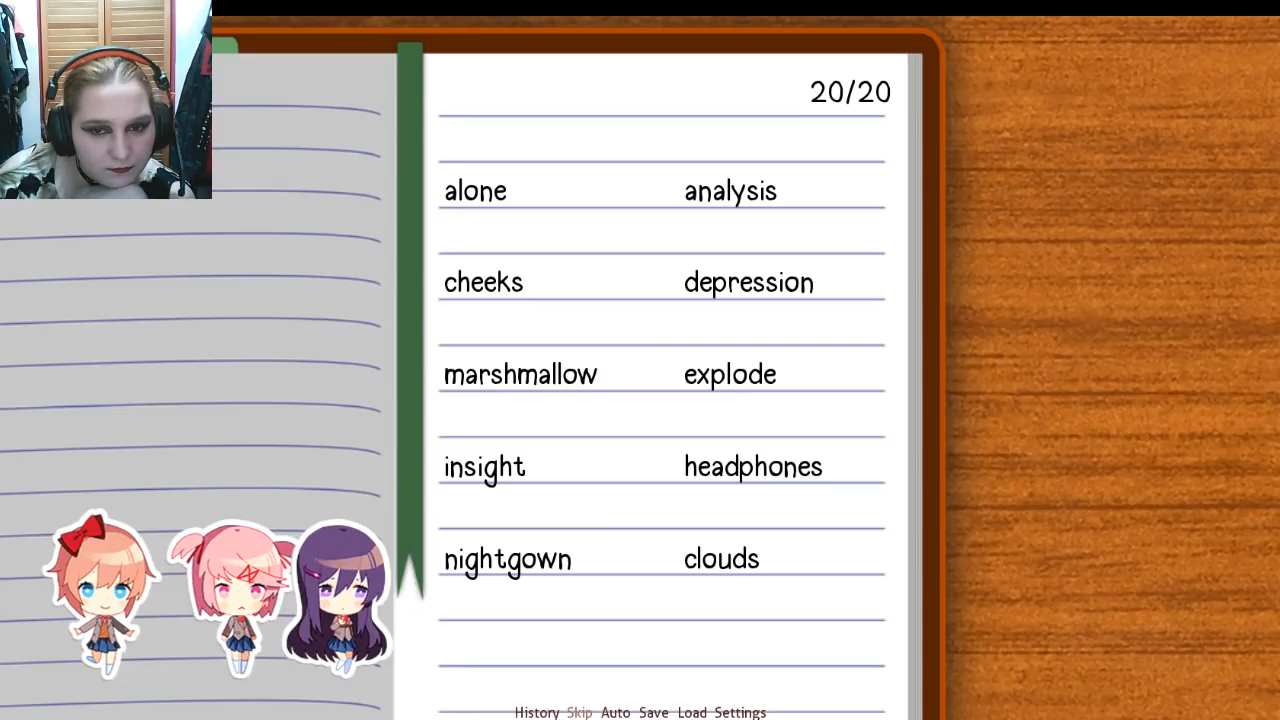 20/20
alone analysis
cheeks depression
marshmallow explode
insight headphones
nightgown clouds
History Skip Auto Save Load Settings